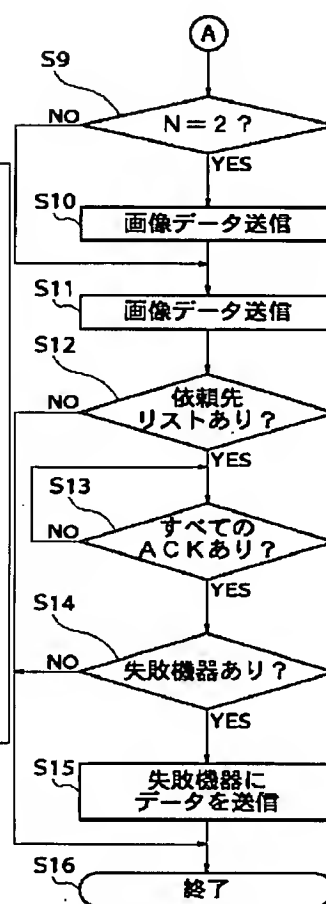 A
S9
N=2?
NO
YES
S10
画像データ送信
S11
画像データ送信
S12
依頼先
リストあり?
NO
YES
S13
すべての
ACKあり?
NO
YES
S14
失敗機器あり?
NO
YES
S15
失敗機器に
データを送信
S16
終了